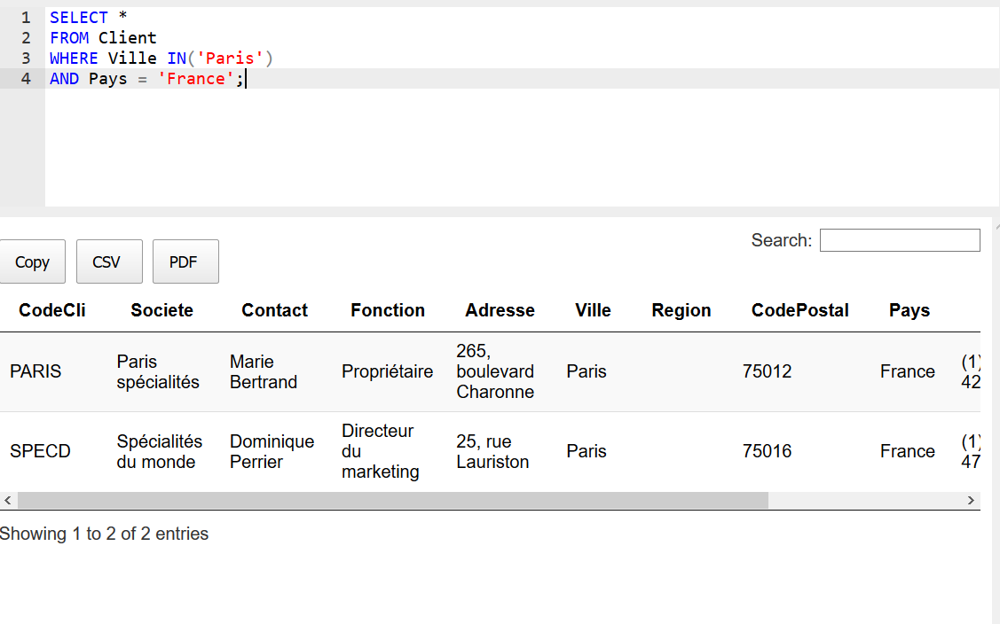 1 SELECT *
2 FROM Client
3 WHERE Ville IN('Paris')
4 AND Pays = 'France';
Search:
Copy CSV PDF
CodeCli Societe Contact Fonction Adresse Ville Region CodePostal Pays
PARIS Paris spécialités Marie Bertrand Propriétaire 265, boulevard Charonne Paris 75012 France (1) 42
SPECD Spécialités du monde Dominique Perrier Directeur du marketing 25, rue Lauriston Paris 75016 France (1) 47
Showing 1 to 2 of 2 entries